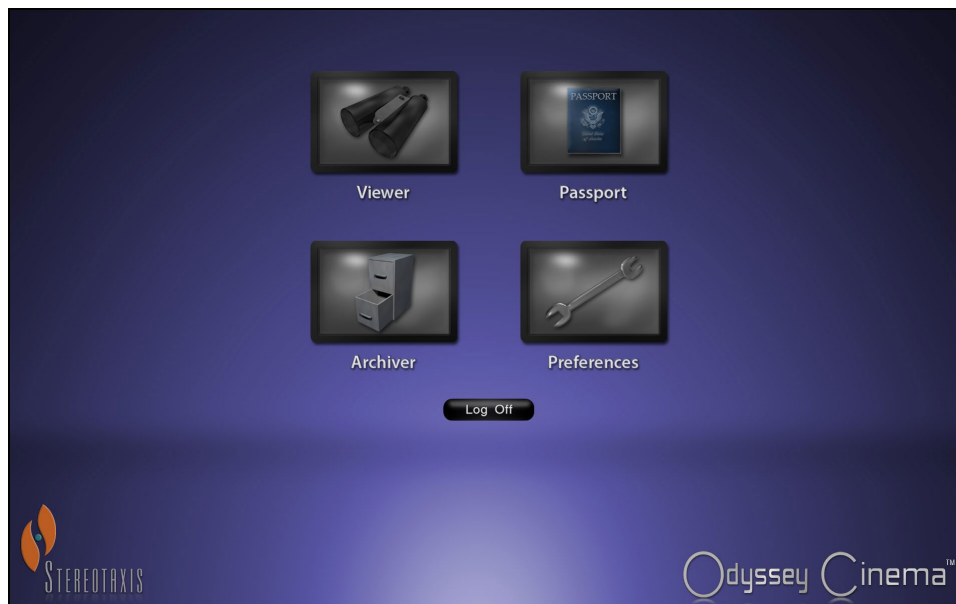 PASSPORT
Viewer
Passport
Archiver
Preferences
Log Off
STEREOTAXIS
Odyssey Cinema™